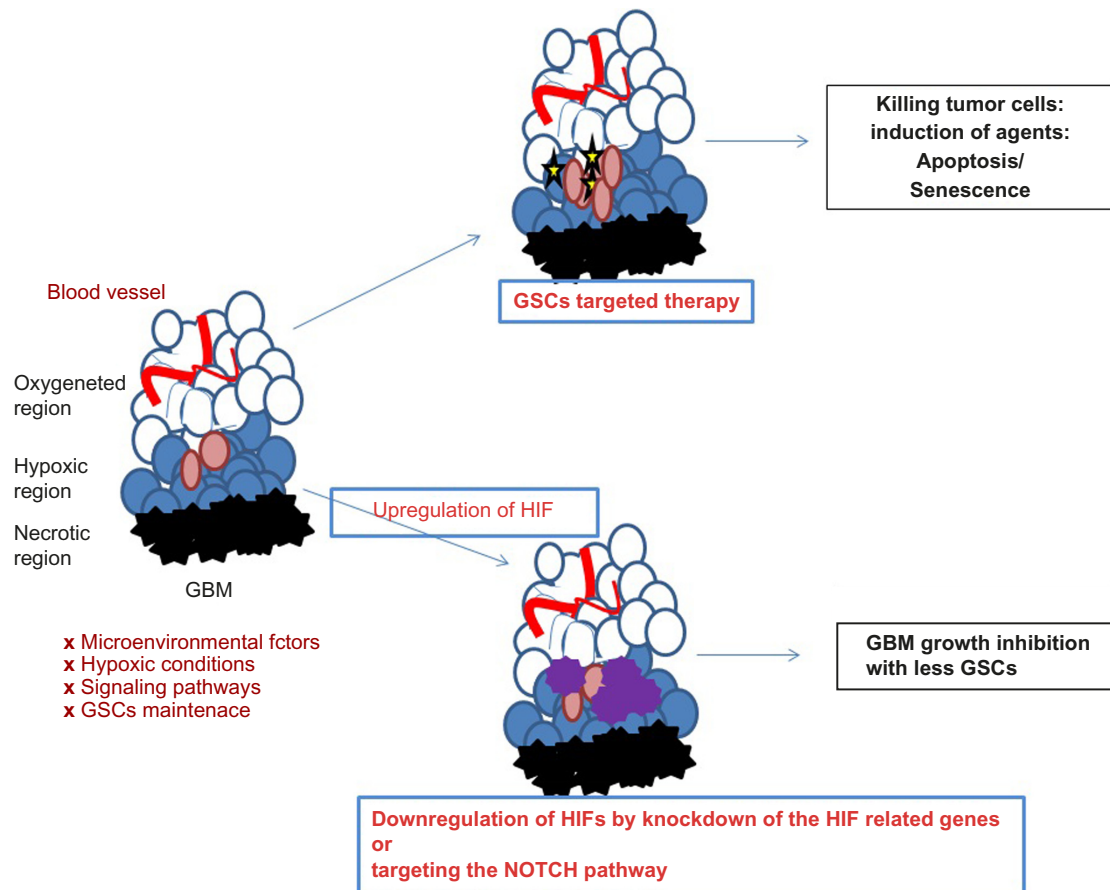 Killing tumor cells:
induction of agents:
Apoptosis/
Senescence
GSCs targeted therapy
Blood vessel
Oxygeneted
region
Hypoxic
region
Necrotic
region
GBM
Upregulation of HIF
x Microenvironmental fctors
x Hypoxic conditions
x Signaling pathways
x GSCs maintenace
GBM growth inhibition
with less GSCs
Downregulation of HIFs by knockdown of the HIF related genes
or
targeting the NOTCH pathway